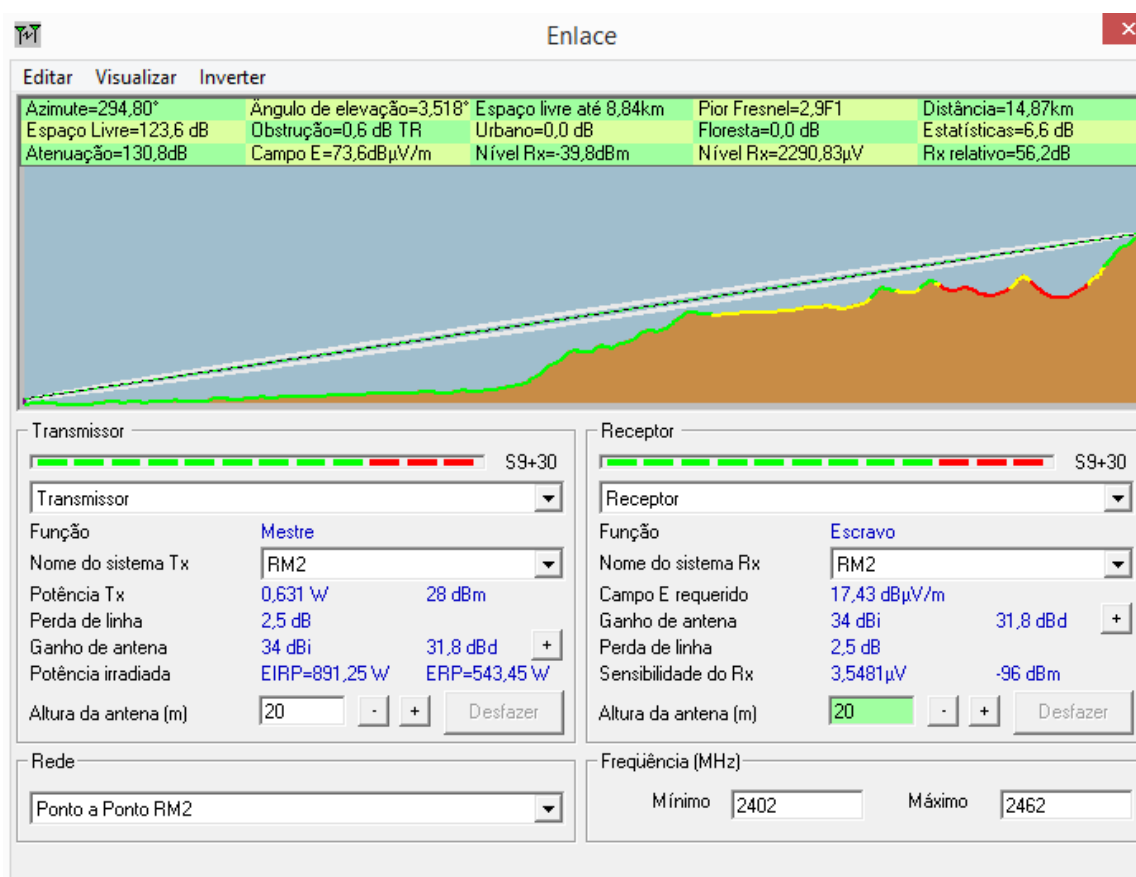 Enlace
Editar Visualizar Inverter
Azimute=294,80° Ângulo de elevação=3,518° Espaço livre até 8,84km Pior Fresnel=2,9F1 Distância=14,87km
Espaço Livre=123,6 dB Obstrução=0,6 dB TR Urbano=0,0 dB Floresta=0,0 dB Estatísticas=6,6 dB
Atenuação=130,8dB Campo E=73,6dBµV/m Nível Rx=-39,8dBm Nível Rx=2290,83µV Rx relativo=56,2dB
Transmissor
S9+30
Transmissor
Função Mestre
Nome do sistema Tx RM2
Potência Tx 0,631 W 28 dBm
Perda de linha 2,5 dB
Ganho de antena 34 dBi 31,8 dBd +
Potência irradiada EIRP=891,25 W ERP=543,45 W
Altura da antena (m) 20 - + Desfazer
Rede
Ponto a Ponto RM2
Receptor
S9+30
Receptor
Função Escravo
Nome do sistema Rx RM2
Campo E requerido 17,43 dBµV/m
Ganho de antena 34 dBi 31,8 dBd +
Perda de linha 2,5 dB
Sensibilidade do Rx 3,5481µV -96 dBm
Altura da antena (m) 20 - + Desfazer
Freqüência (MHz)
Mínimo 2402 Máximo 2462